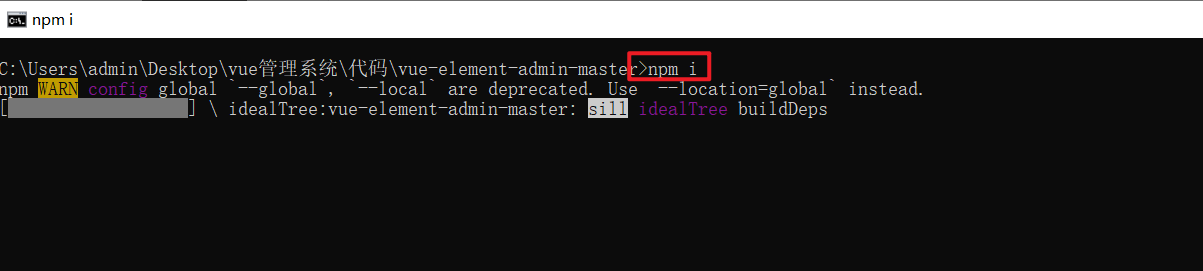 npm i
C:\Users\admin\Desktop\vue管理系统\代码\vue-element-admin-master>npm i
npm WARN config global `--global`, `--local` are deprecated. Use `--location=global` instead.
[                  ] \ idealTree:vue-element-admin-master: sill idealTree buildDeps